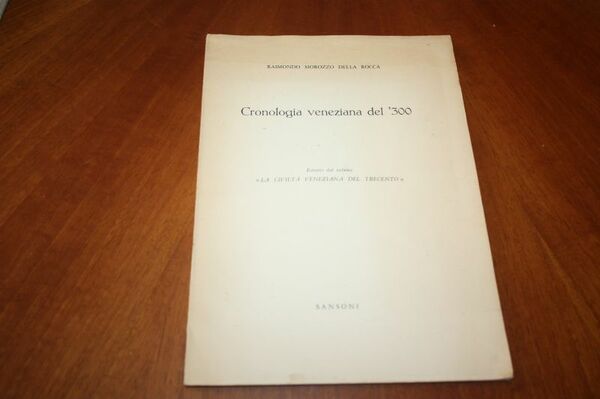 RAIMONDO MOROZZO DELLA ROCCA
Cronologia veneziana del '300
Estratto dal volume
«LA CIVILTÀ VENEZIANA DEL TRECENTO»
SANSONI